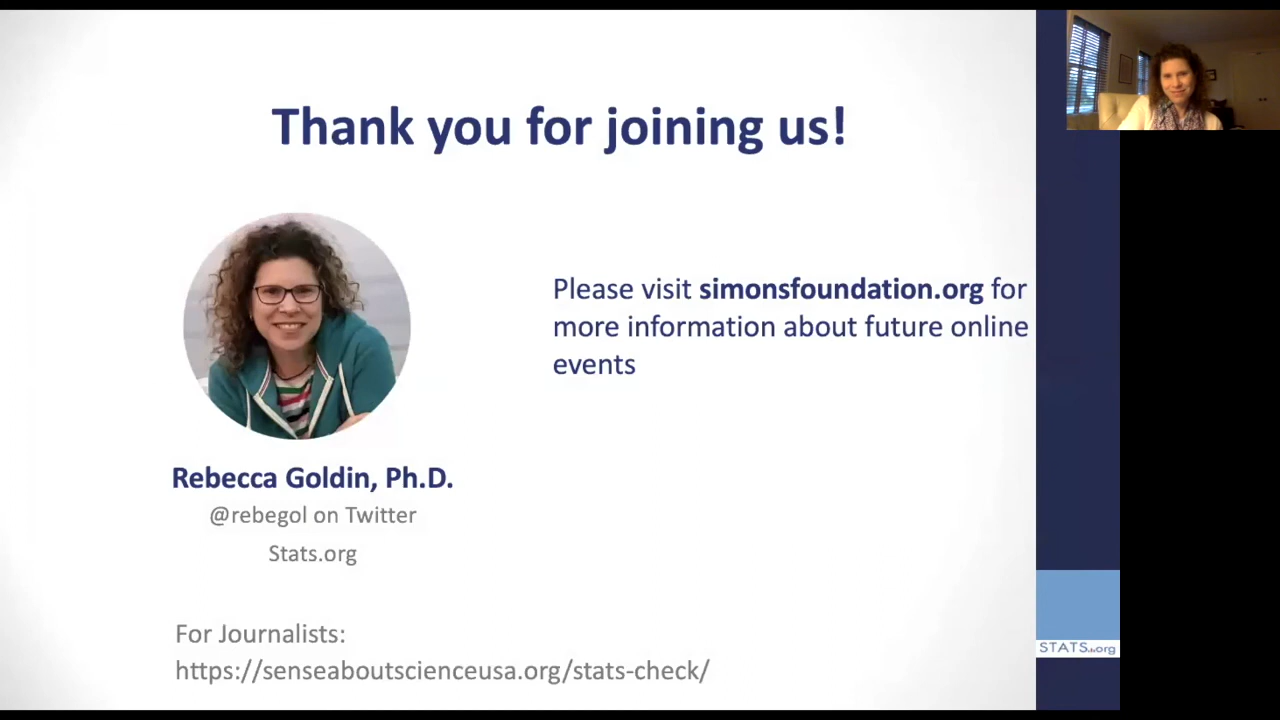 Thank you for joining us!
Please visit simonsfoundation.org for
more information about future online
events
Rebecca Goldin, Ph.D.
@rebegol on Twitter
Stats.org
For Journalists:
https://senseaboutscienceusa.org/stats-check/
STATS.org